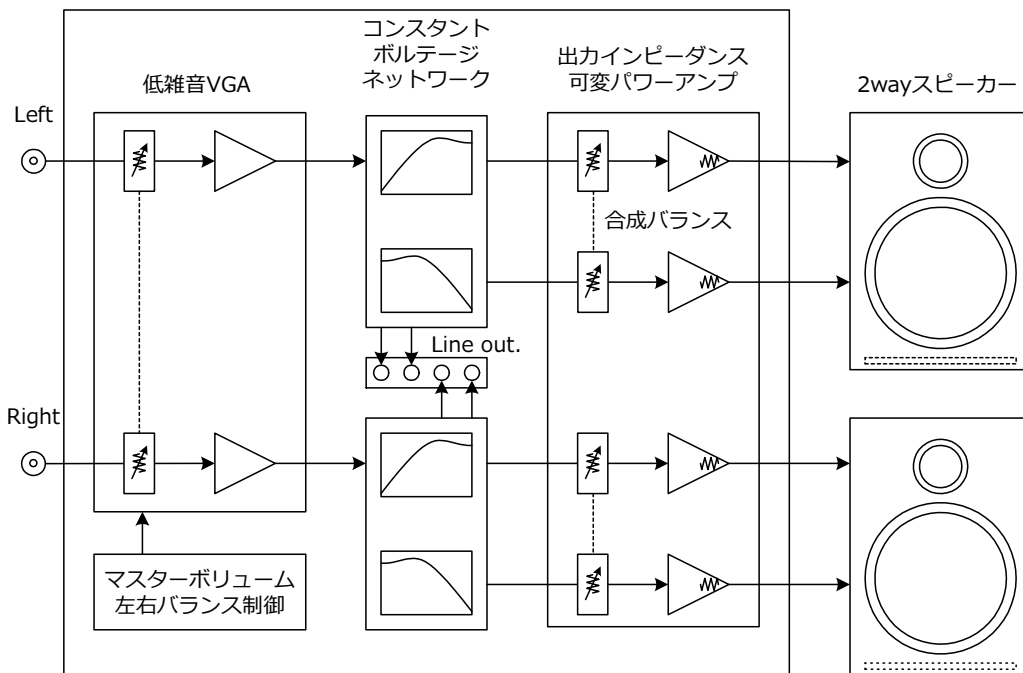 コンスタント
ボルテージ
ネットワーク
出力インピーダンス
可変パワーアンプ
低雑音VGA
2wayスピーカー
Left
合成バランス
Line out.
Right
マスターボリューム
左右バランス制御